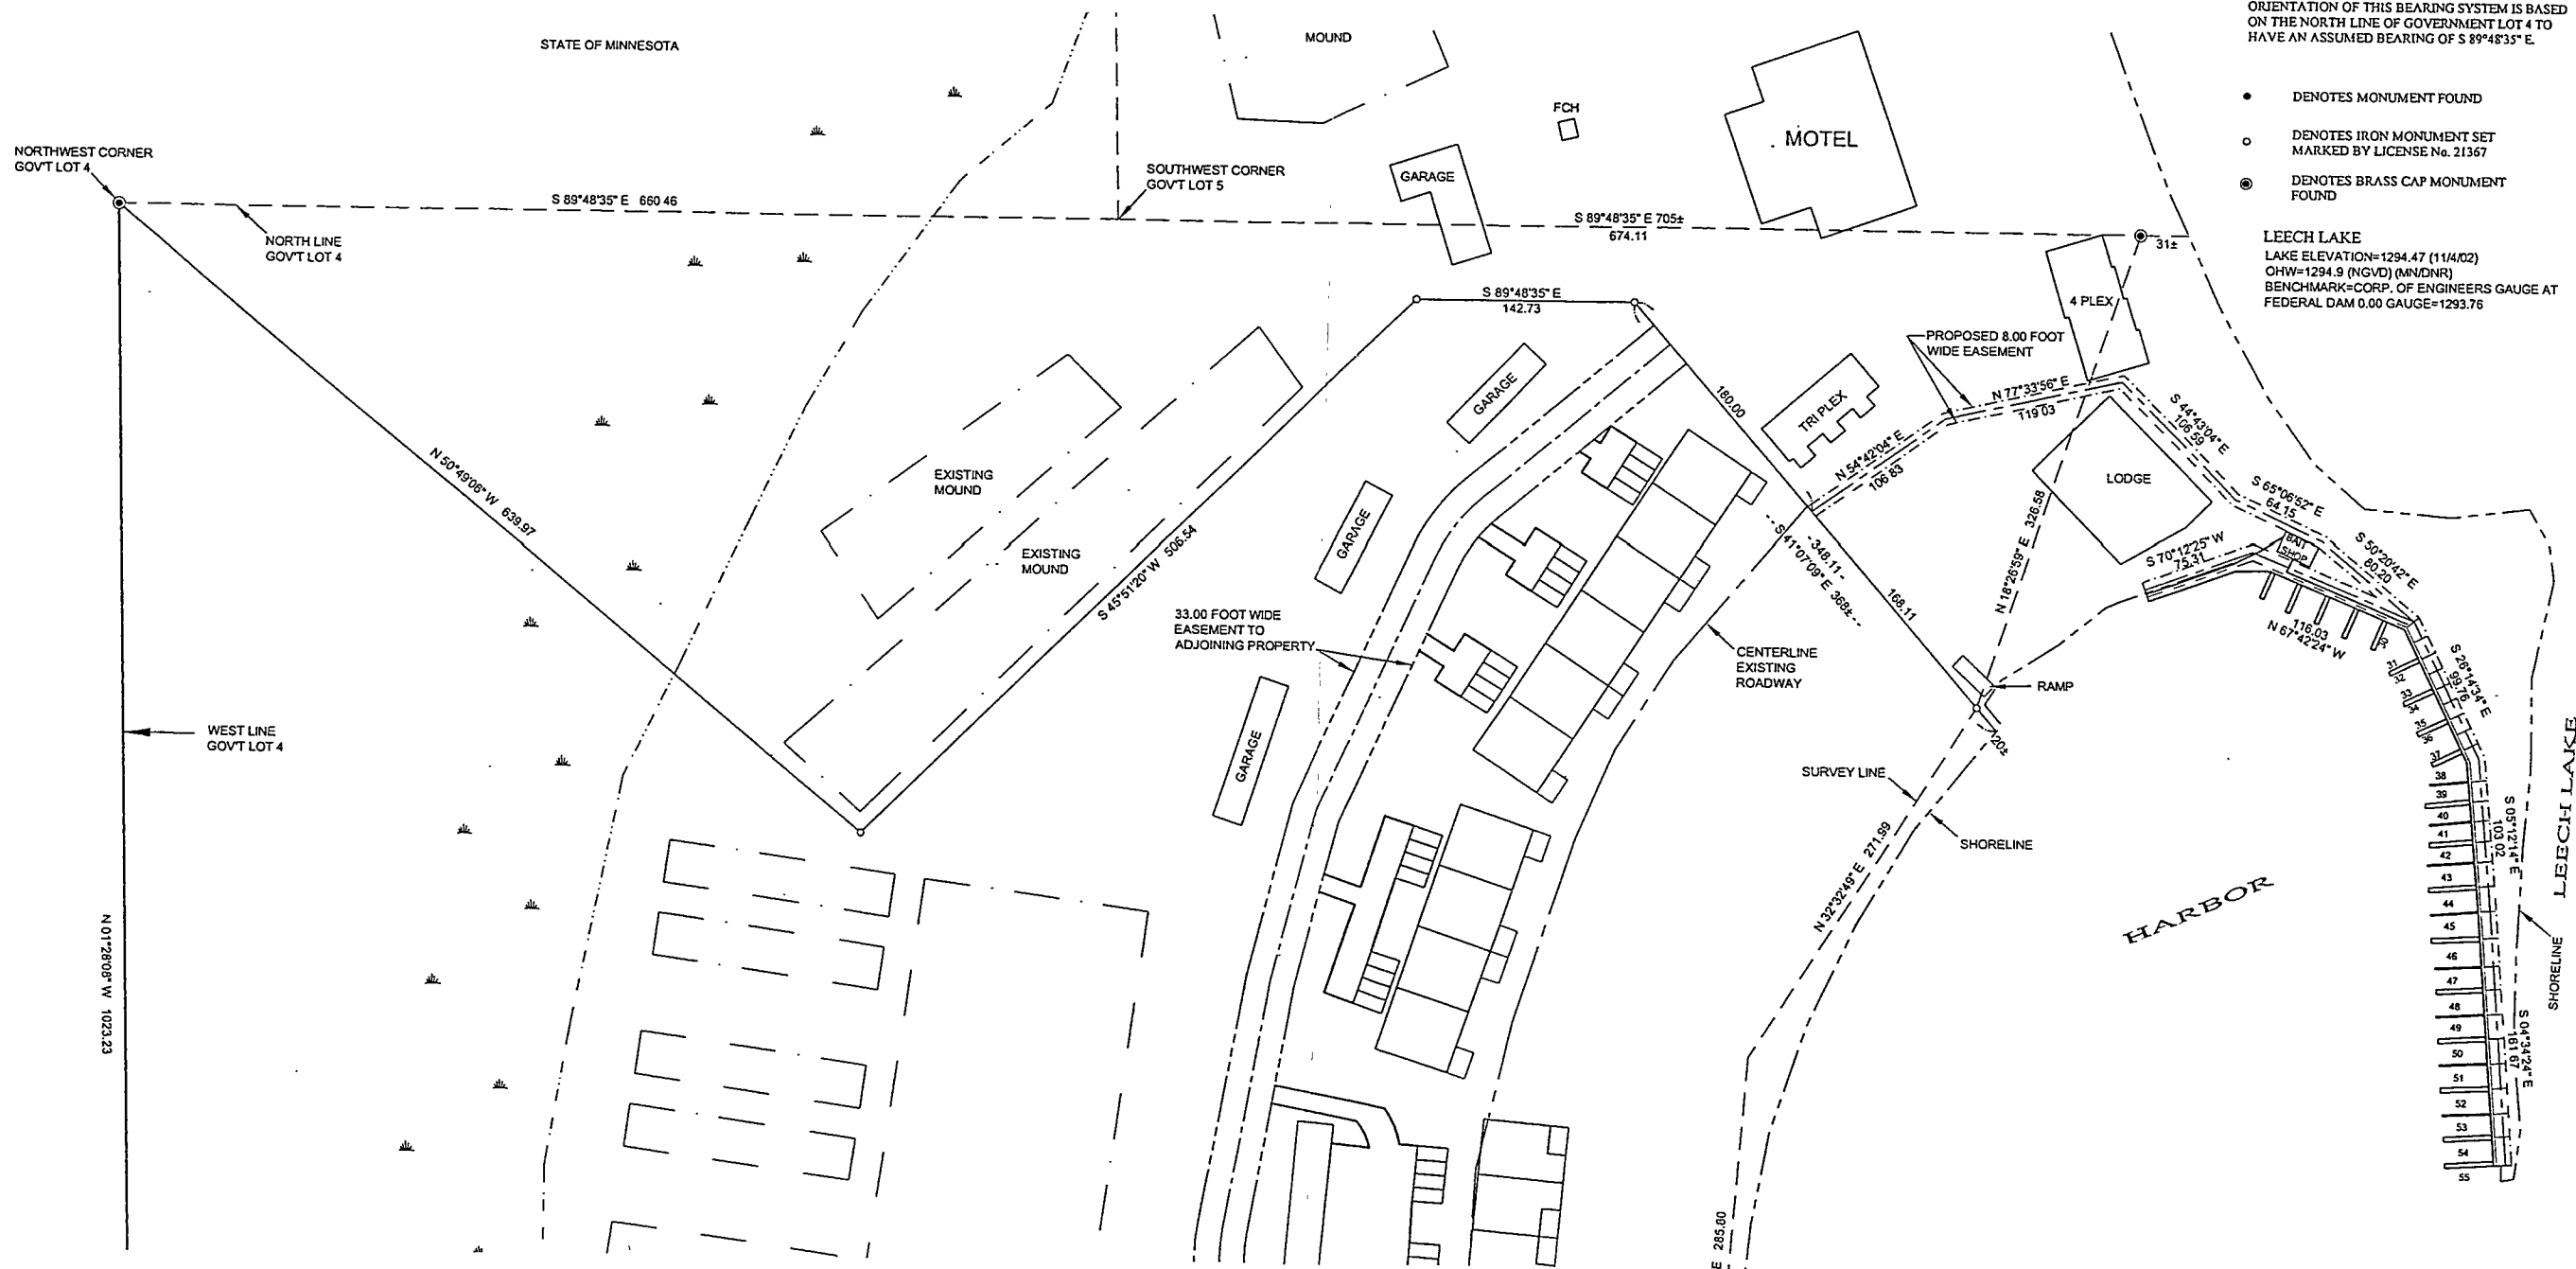 ORIENTATION OF THIS BEARING SYSTEM IS BASED
ON THE NORTH LINE OF GOVERNMENT LOT 4 TO
HAVE AN ASSUMED BEARING OF S 89°48'35" E.
STATE OF MINNESOTA
MOUND
DENOTES MONUMENT FOUND
FCH
MOTEL
DENOTES IRON MONUMENT SET
MARKED BY LICENSE No. 21367
NORTHWEST CORNER
GOV'T LOT 4
SOUTHWEST CORNER
GOV'T LOT 5
GARAGE
DENOTES BRASS CAP MONUMENT
FOUND
S 89°48'35" E 660 46
S 89°48'35" E 705±
674.11
31±
NORTH LINE
GOV'T LOT 4
LEECH LAKE
LAKE ELEVATION=1294.47 (11/4/02)
OHW=1294.9 (NGVD) (MN/DNR)
BENCHMARK=CORP. OF ENGINEERS GAUGE AT
FEDERAL DAM 0.00 GAUGE=1293.76
S 89°48'35" E
142.73
4 PLEX
PROPOSED 8.00 FOOT
WIDE EASEMENT
GARAGE
180.00
TRI PLEX
N 77°33'56" E
119 03
S 44°43'04" E
106 59
N 54°42'04" E
106 83
LODGE
N 50°49'06" W 639.97
EXISTING
MOUND
EXISTING
MOUND
S 45°51'20" W 506.54
GARAGE
-348.11-
S 41°07'09" E 368±
168.11
N 18°26'59" E 326.58
S 65°06'52" E
64 15
S 70°12'25" W
75.31
BAIT
SHOP
S 50°20'42" E
80.20
116.03
N 67°42'24" W
33.00 FOOT WIDE
EASEMENT TO
ADJOINING PROPERTY
CENTERLINE
EXISTING
ROADWAY
RAMP
120±
S 26°14'34" E
99.76
30
31
32
33
34
35
36
37
38
39
40
41
42
43
44
45
46
47
48
49
50
51
52
53
54
55
WEST LINE
GOV'T LOT 4
GARAGE
SURVEY LINE
SHORELINE
S 05°12'14" E
103 02
LEECH LAKE
N 32°32'49" E 271.99
HARBOR
SHORELINE
N 01°28'08" W 1023.23
S 04°34'24" E
161.67
E 285.80